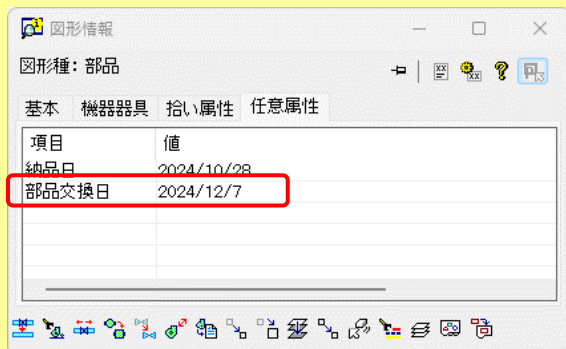 図形情報
図形種: 部品
基本 機器器具 拾い属性 任意属性
項目 値
納品日 2024/10/28
部品交換日 2024/12/7